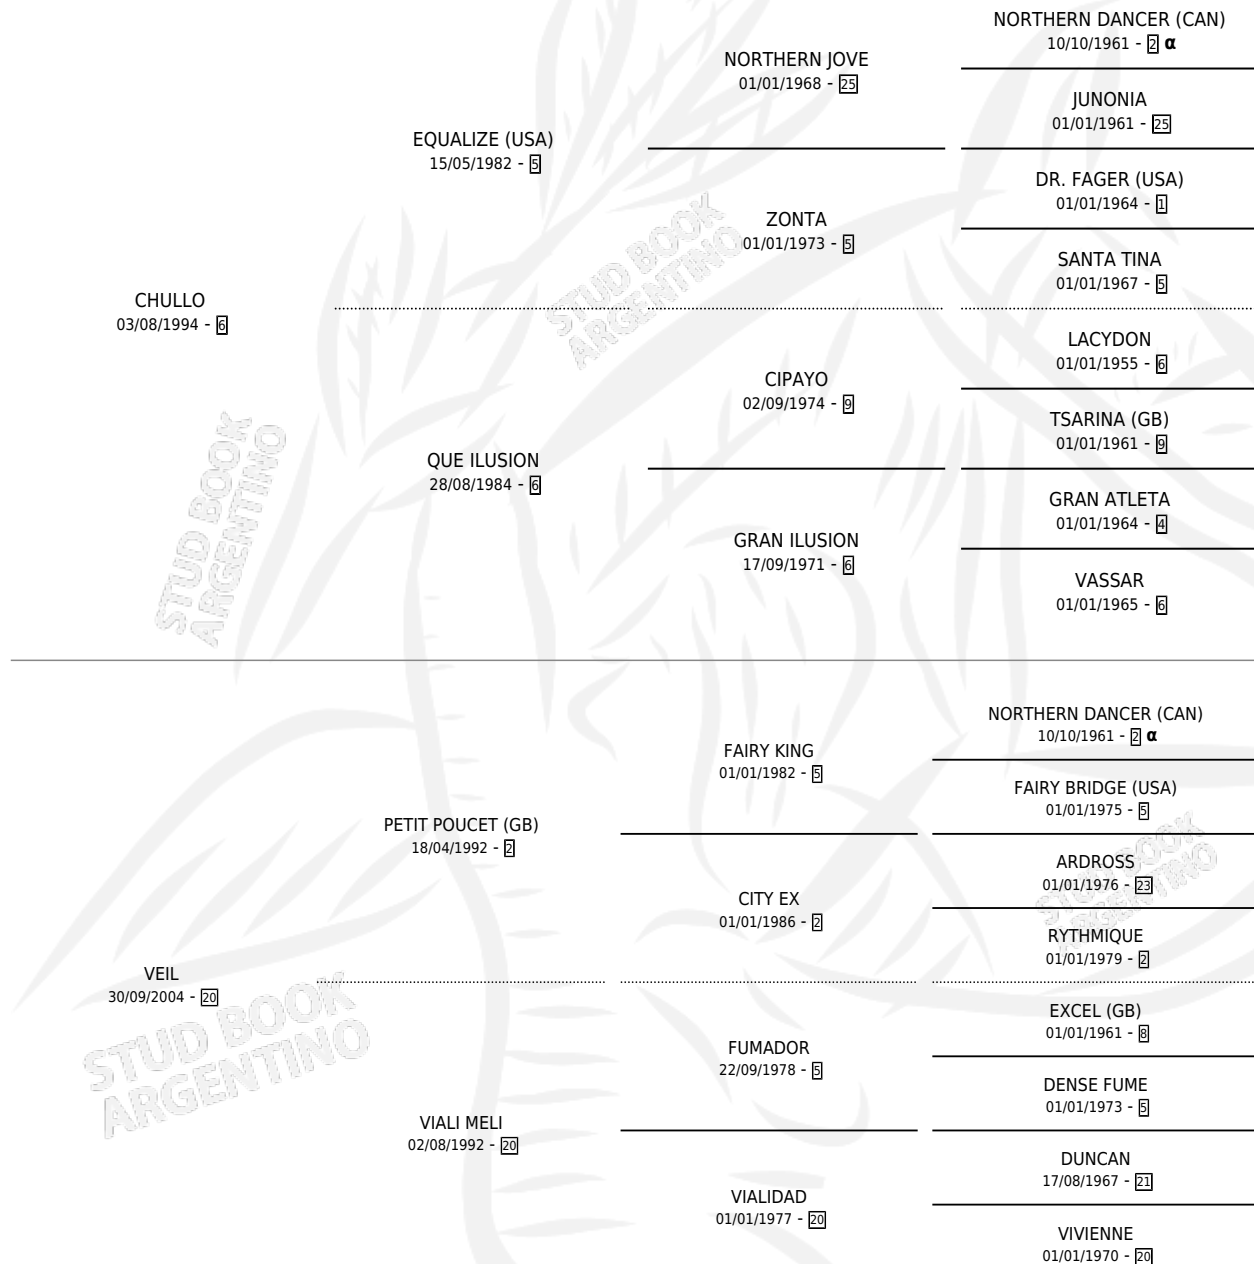 NORTHERN DANCER (CAN)
10/10/1961 - 2 α
NORTHERN JOVE
01/01/1968 - 25
JUNONIA
01/01/1961 - 25
EQUALIZE (USA)
15/05/1982 - 5
DR. FAGER (USA)
01/01/1964 - 1
ZONTA
01/01/1973 - 5
SANTA TINA
01/01/1967 - 5
CHULLO
03/08/1994 - 6
LACYDON
01/01/1955 - 6
CIPAYO
02/09/1974 - 9
TSARINA (GB)
01/01/1961 - 9
QUE ILUSION
28/08/1984 - 6
GRAN ATLETA
01/01/1964 - 4
GRAN ILUSION
17/09/1971 - 6
VASSAR
01/01/1965 - 6
NORTHERN DANCER (CAN)
10/10/1961 - 2 α
FAIRY KING
01/01/1982 - 5
FAIRY BRIDGE (USA)
01/01/1975 - 5
PETIT POUCET (GB)
18/04/1992 - 2
ARDROSS
01/01/1976 - 23
CITY EX
01/01/1986 - 2
RYTHMIQUE
01/01/1979 - 2
VEIL
30/09/2004 - 20
EXCEL (GB)
01/01/1961 - 8
FUMADOR
22/09/1978 - 5
DENSE FUME
01/01/1973 - 5
VIALI MELI
02/08/1992 - 20
DUNCAN
17/08/1967 - 21
VIALIDAD
01/01/1977 - 20
VIVIENNE
01/01/1970 - 20
STUD BOOK
ARGENTINO
STUD BOOK
ARGENTINO
STUD BOOK
ARGENTINO
STUD BOOK
ARGENTINO